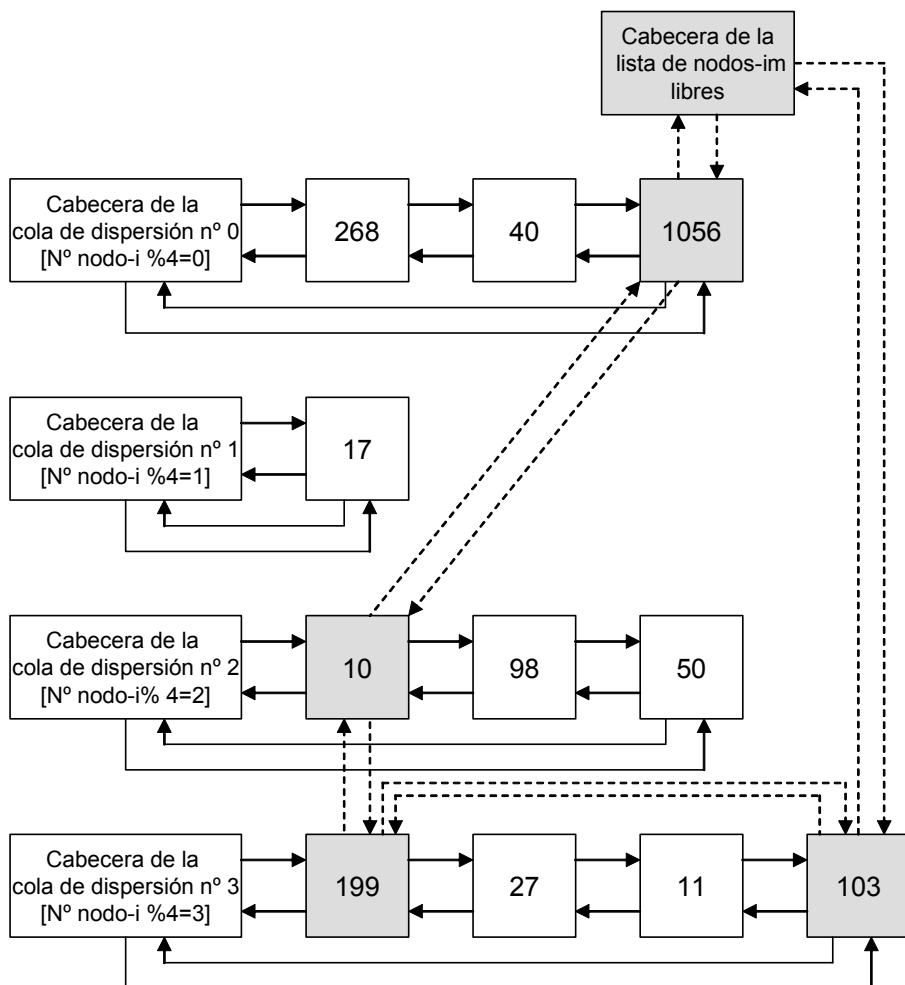 Cabecera de la
lista de nodos-im
libres
Cabecera de la
cola de dispersión nº 0
[Nº nodo-i %4=0]
268
40
1056
Cabecera de la
cola de dispersión nº 1
[Nº nodo-i %4=1]
17
Cabecera de la
cola de dispersión nº 2
[Nº nodo-i% 4=2]
10
98
50
Cabecera de la
cola de dispersión nº 3
[Nº nodo-i %4=3]
199
27
11
103